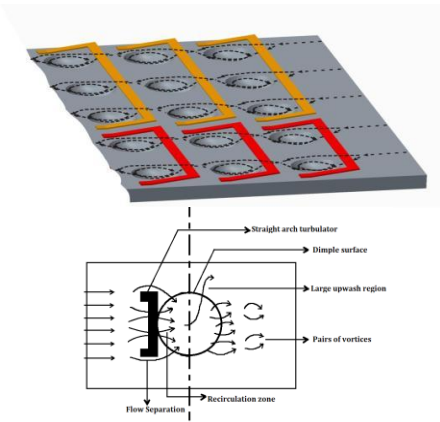 Straight arch turbulator
Dimple surface
Large upwash region
Pairs of vortices
Recirculation zone
Flow Separation